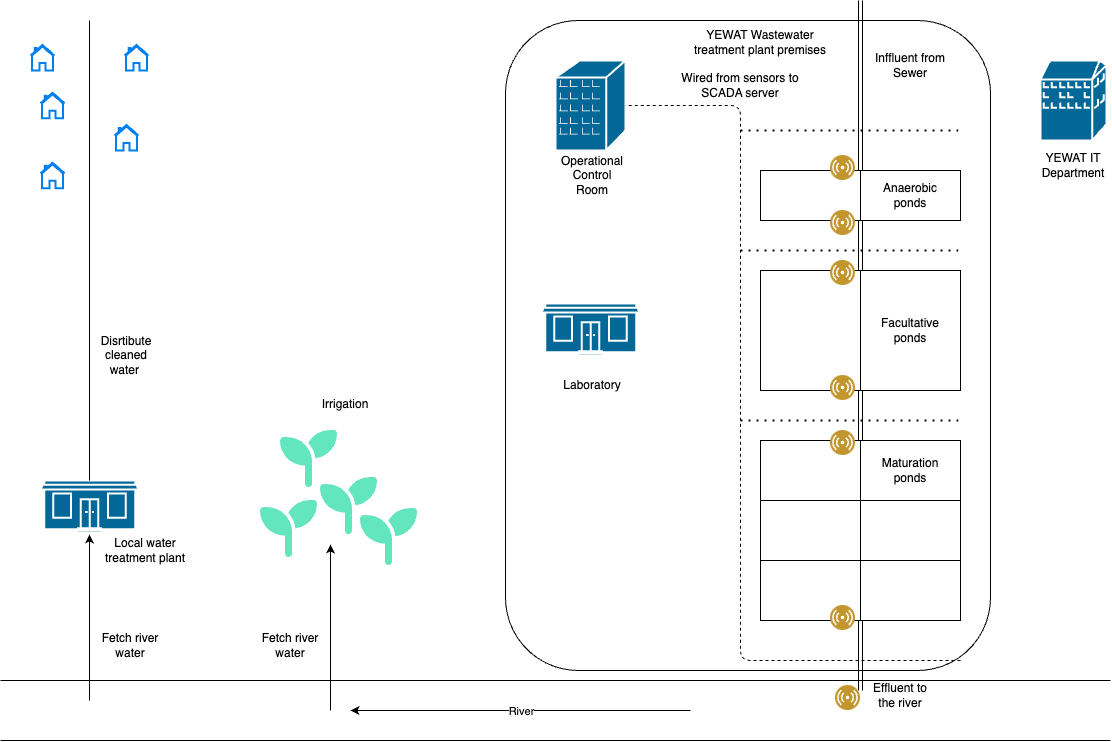 YEWAT Wastewater
treatment plant premises
Inffluent from
Sewer
Wired from sensors to
SCADA server
Operational
Control
Room
YEWAT IT
Department
Anaerobic
ponds
Facultative
ponds
Disrtibute
cleaned
water
Laboratory
Irrigation
Maturation
ponds
Local water
treatment plant
Fetch river
water
Fetch river
water
Effluent to
the river
River